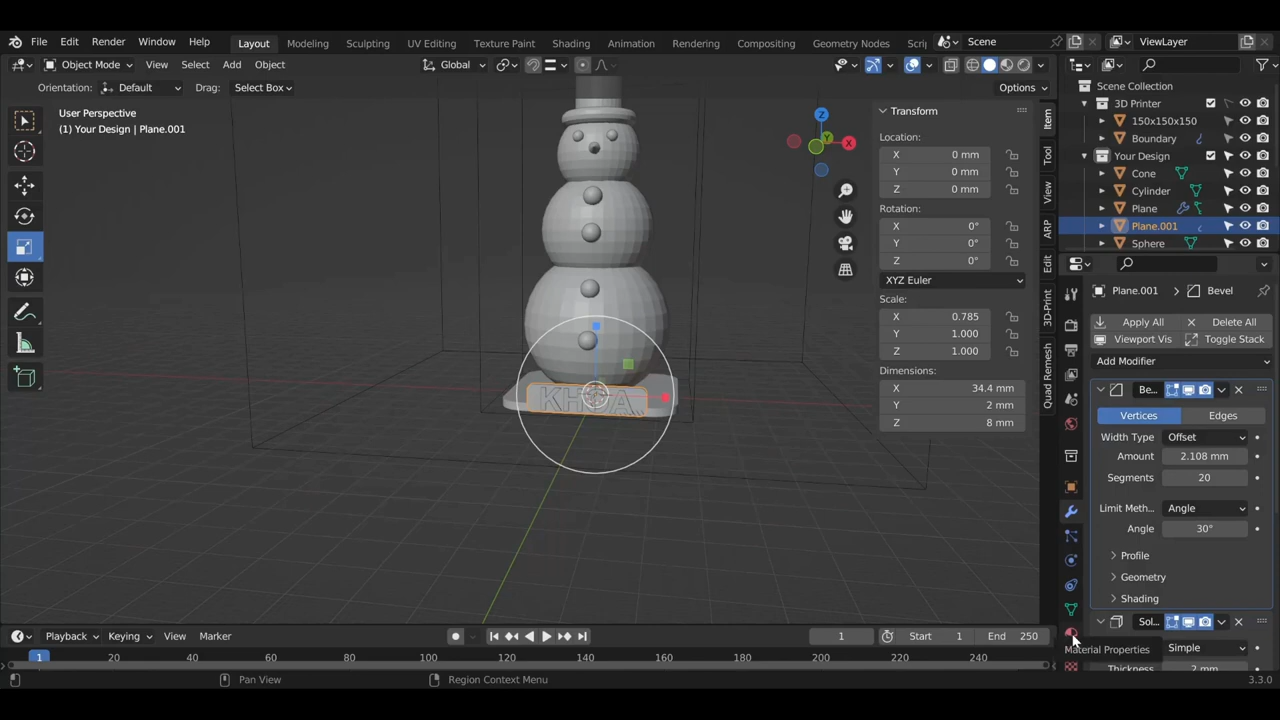 File Edit Render Window Help Layout Modeling Sculpting UV Editing Texture Paint Shading Animation Rendering Compositing Geometry Nodes Scrip Scene ViewLayer
Object Mode View Select Add Object Global
Orientation: Default Drag: Select Box Options
User Perspective
(1) Your Design | Plane.001
Z
Y
X
KHOA
Transform
Location:
X 0 mm
Y 0 mm
Z 0 mm
Rotation:
X 0°
Y 0°
Z 0°
XYZ Euler
Scale:
X 0.785
Y 1.000
Z 1.000
Dimensions:
X 34.4 mm
Y 2 mm
Z 8 mm
Item
Tool
View
ARP
Edit
3D-Print
Quad Remesh
Scene Collection
3D Printer
150x150x150
Boundary
Your Design
Cone
Cylinder
Plane
Plane.001
Sphere
Plane.001 Bevel
Apply All Delete All
Viewport Vis Toggle Stack
Add Modifier
Be...
Vertices Edges
Width Type Offset
Amount 2.108 mm
Segments 20
Limit Meth... Angle
Angle 30°
Profile
Geometry
Shading
Sol...
Simple
Material Properties
Thickness 2 mm
Playback Keying View Marker 1 Start 1 End 250
1 20 40 60 80 100 120 140 160 180 200 220 240
Pan View Region Context Menu 3.3.0